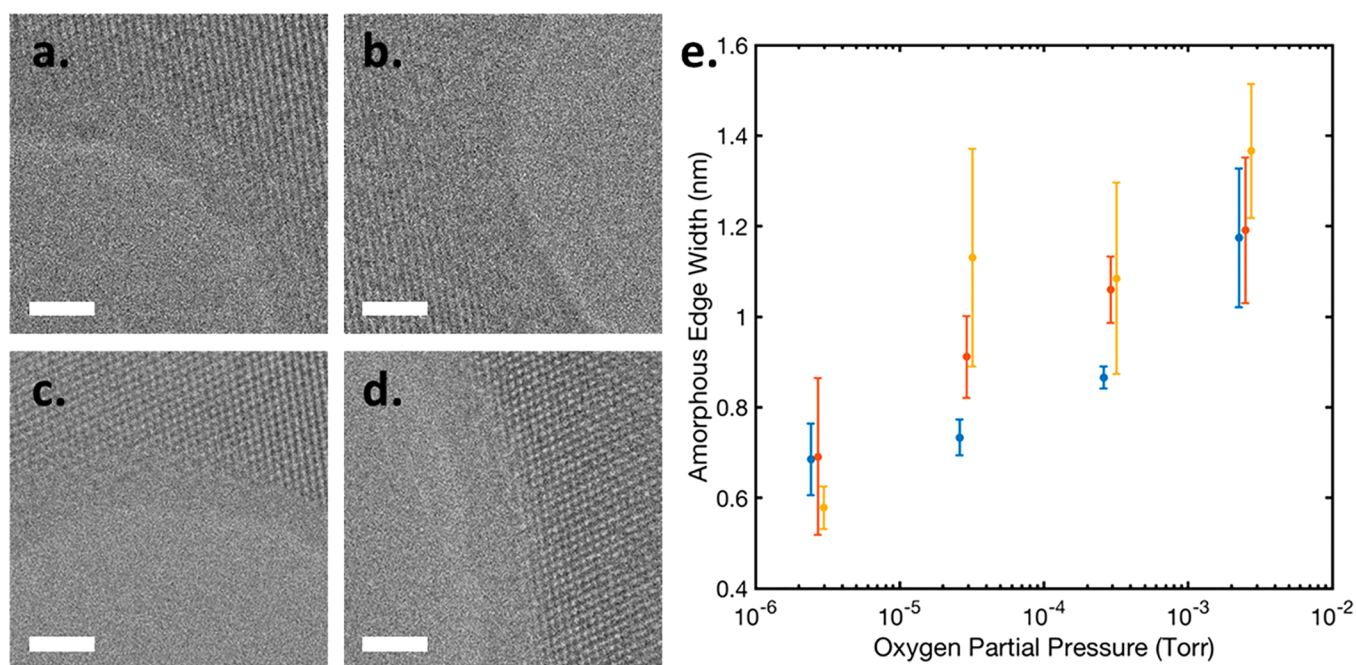 a.
b.
c.
d.
e.
1.6
1.4
1.2
1
0.8
0.6
0.4
Amorphous Edge Width (nm)
10-6
10-5
10-4
10-3
10-2
Oxygen Partial Pressure (Torr)